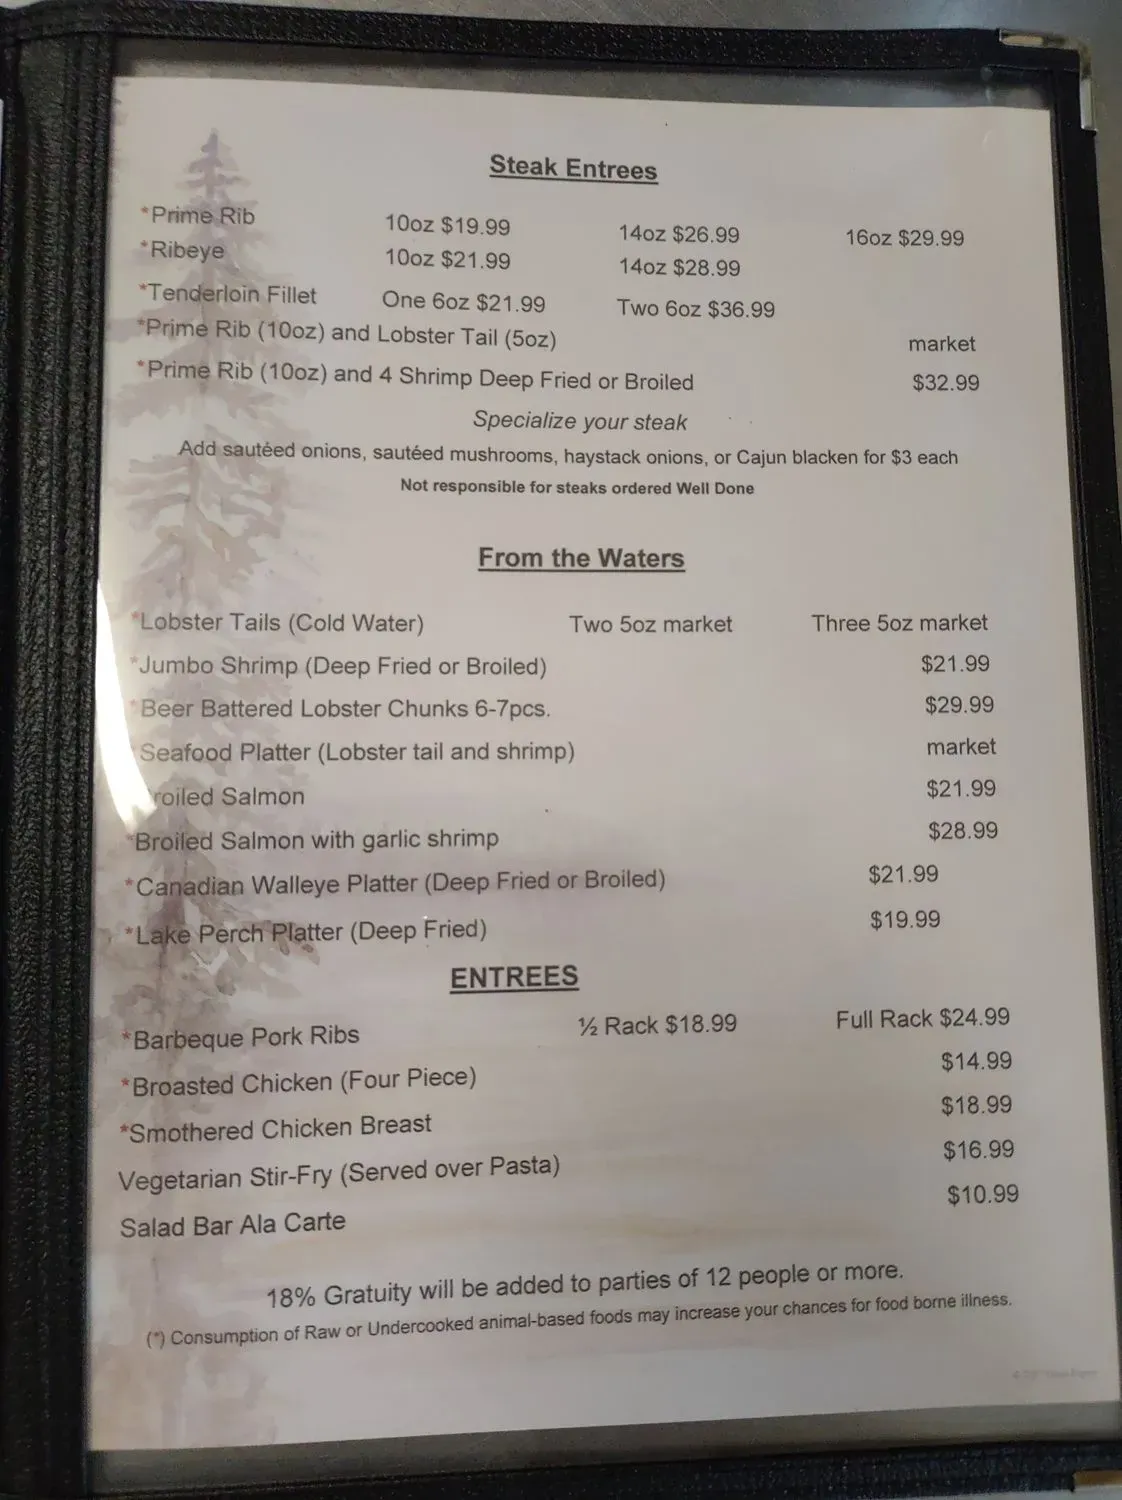 Steak Entrees
*Prime Rib 10oz $19.99 14oz $26.99 16oz $29.99
*Ribeye 10oz $21.99 14oz $28.99
*Tenderloin Fillet One 6oz $21.99 Two 6oz $36.99
*Prime Rib (10oz) and Lobster Tail (5oz) market
*Prime Rib (10oz) and 4 Shrimp Deep Fried or Broiled $32.99
Specialize your steak
Add sautéed onions, sautéed mushrooms, haystack onions, or Cajun blacken for $3 each
Not responsible for steaks ordered Well Done
From the Waters
*Lobster Tails (Cold Water) Two 5oz market Three 5oz market
*Jumbo Shrimp (Deep Fried or Broiled) $21.99
*Beer Battered Lobster Chunks 6-7pcs. $29.99
Seafood Platter (Lobster tail and shrimp) market
roiled Salmon $21.99
*Broiled Salmon with garlic shrimp $28.99
*Canadian Walleye Platter (Deep Fried or Broiled) $21.99
*Lake Perch Platter (Deep Fried) $19.99
ENTREES
*Barbeque Pork Ribs ½ Rack $18.99 Full Rack $24.99
*Broasted Chicken (Four Piece) $14.99
*Smothered Chicken Breast $18.99
Vegetarian Stir-Fry (Served over Pasta) $16.99
Salad Bar Ala Carte $10.99
18% Gratuity will be added to parties of 12 people or more.
(*) Consumption of Raw or Undercooked animal-based foods may increase your chances for food borne illness.